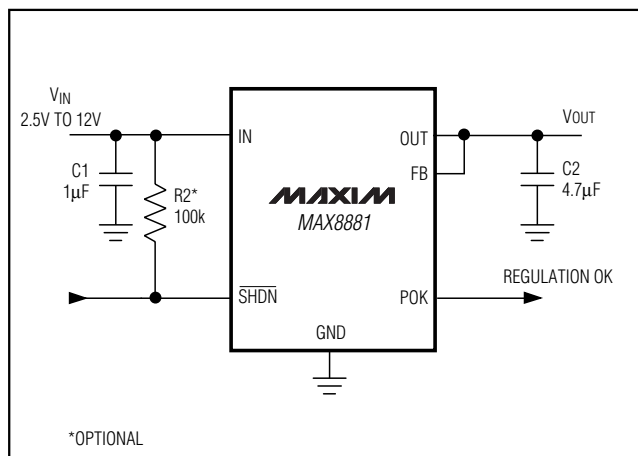 VIN
2.5V TO 12V
IN
OUT
VOUT
FB
C1
1μF
R2*
100k
C2
4.7μF
MAXIM
MAX8881
SHDN
POK
REGULATION OK
GND
*OPTIONAL